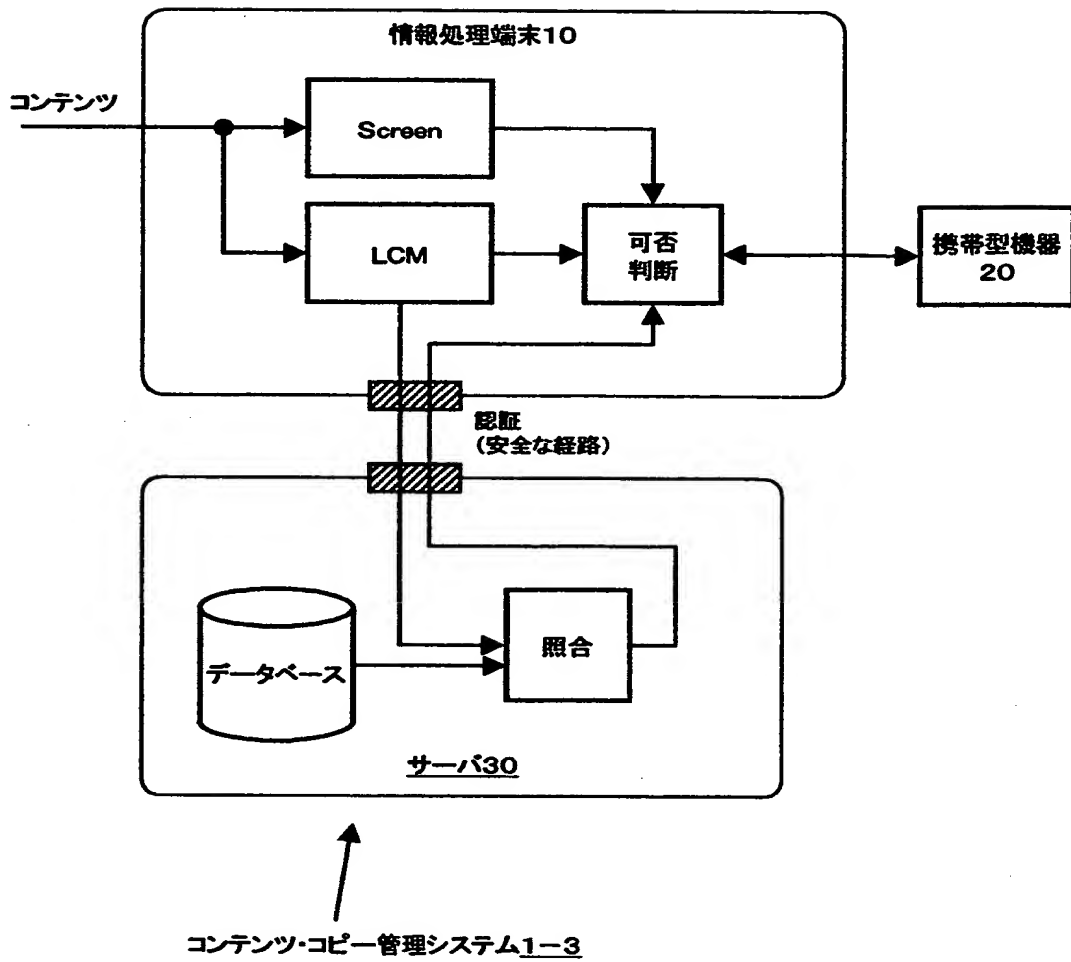 情報処理端末10
コンテンツ
Screen
LCM
可否
判断
携帯型機器
20
認証
(安全な経路)
データベース
照合
サーバ30
コンテンツ・コピー管理システム1-3